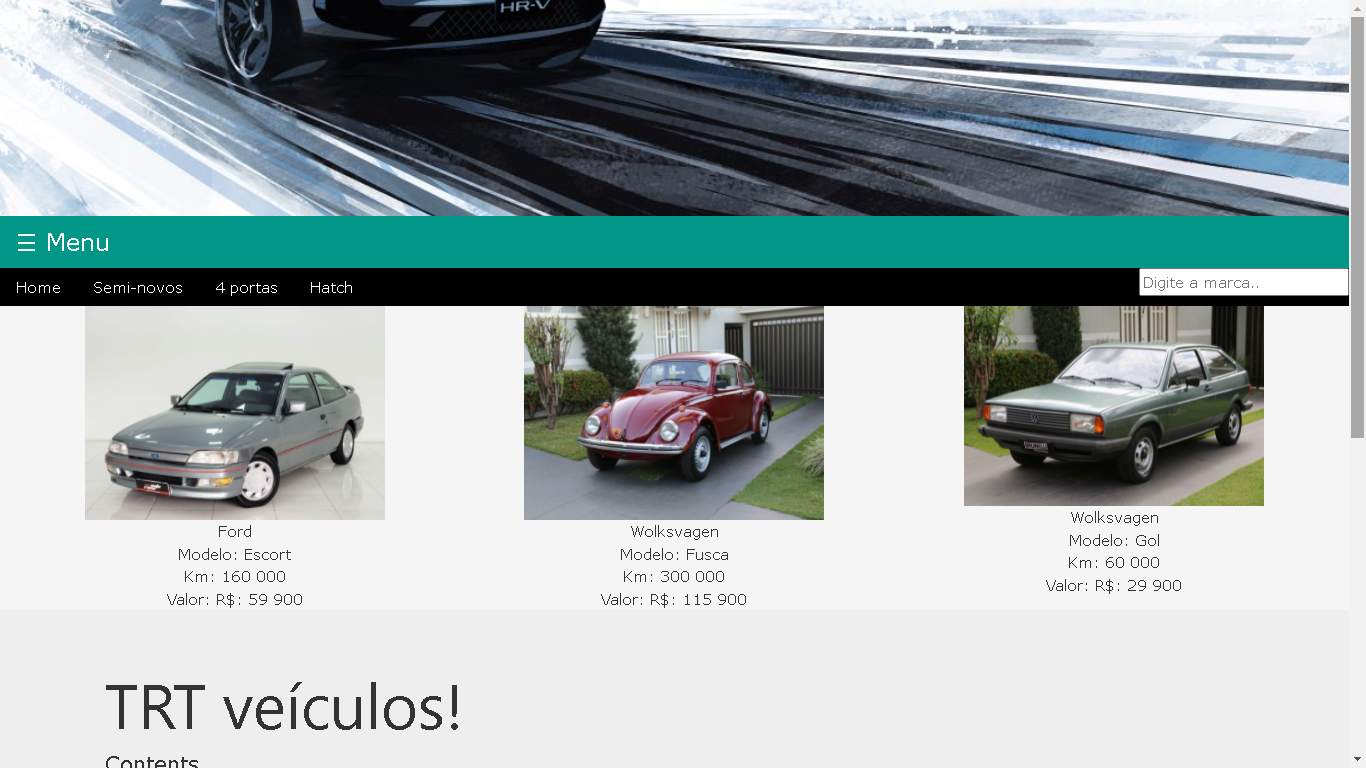 HR-V
☰ Menu
Home Semi-novos 4 portas Hatch Digite a marca..
Ford
Modelo: Escort
Km: 160 000
Valor: R$: 59 900
Wolksvagen
Modelo: Fusca
Km: 300 000
Valor: R$: 115 900
Wolksvagen
Modelo: Gol
Km: 60 000
Valor: R$: 29 900
TRT veículos!
Contents